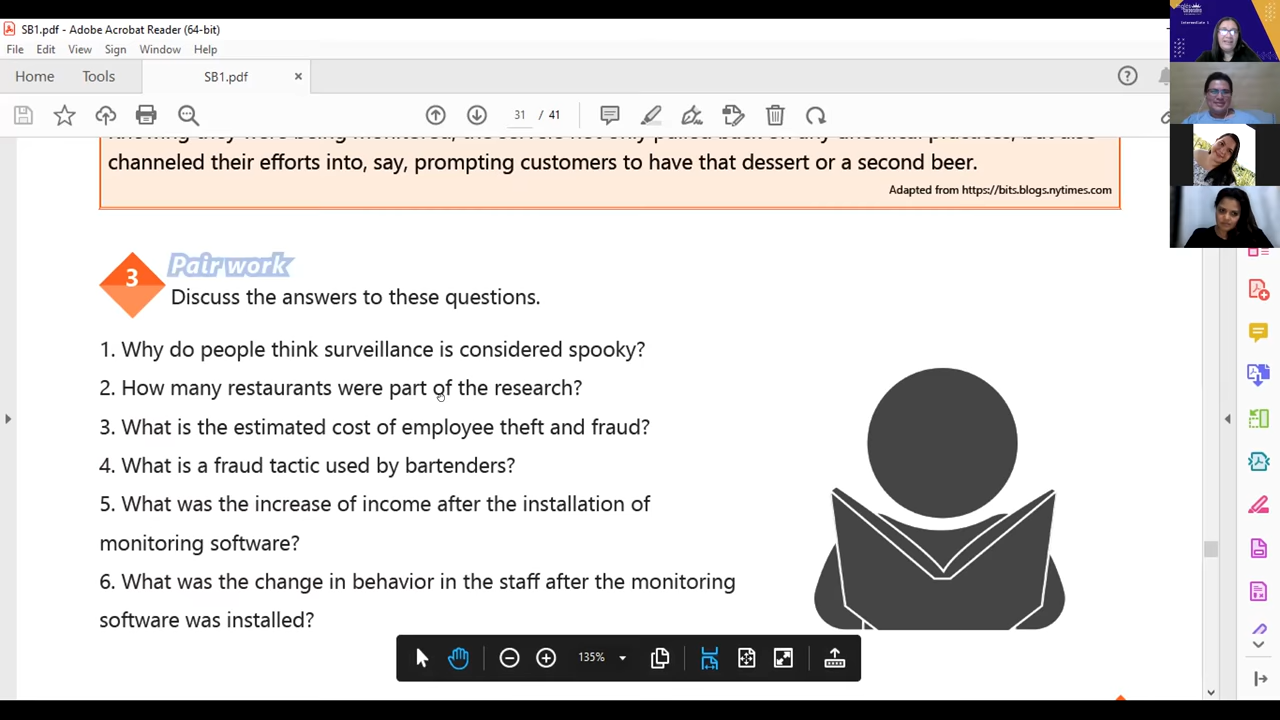 SB1.pdf - Adobe Acrobat Reader (64-bit)
File Edit View Sign Window Help
Home Tools SB1.pdf ×
31 / 41
channeled their efforts into, say, prompting customers to have that dessert or a second beer.
Adapted from https://bits.blogs.nytimes.com
3 Pair work
Discuss the answers to these questions.
1. Why do people think surveillance is considered spooky?
2. How many restaurants were part of the research?
3. What is the estimated cost of employee theft and fraud?
4. What is a fraud tactic used by bartenders?
5. What was the increase of income after the installation of
monitoring software?
6. What was the change in behavior in the staff after the monitoring
software was installed?
135%
Intermediate 1